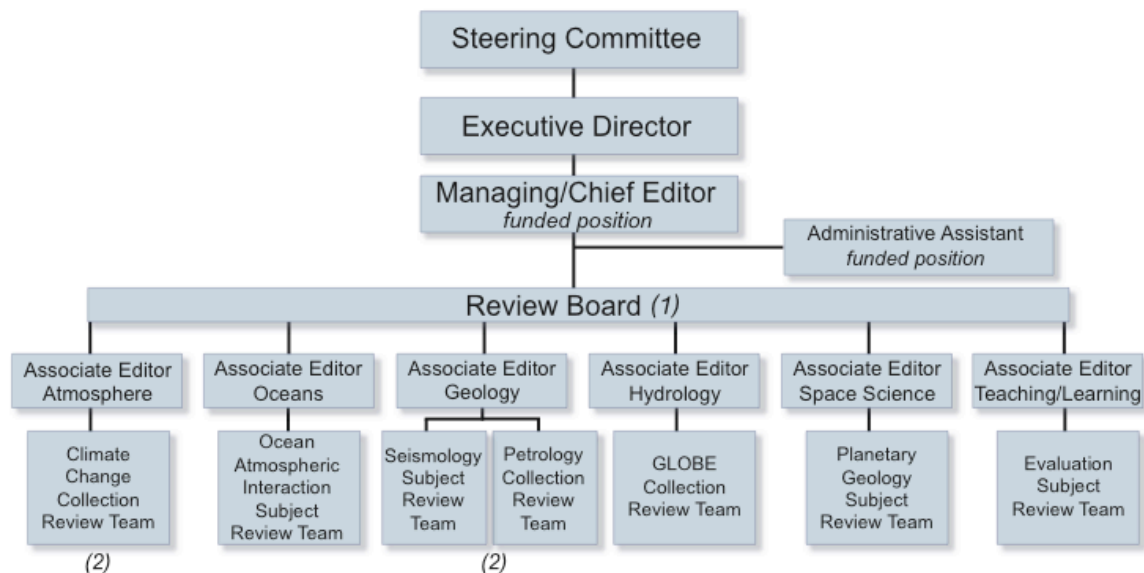 Steering Committee
Executive Director
Managing/Chief Editor
funded position
Administrative Assistant
funded position
Review Board (1)
Associate Editor
Atmosphere
Associate Editor
Oceans
Associate Editor
Geology
Associate Editor
Hydrology
Associate Editor
Space Science
Associate Editor
Teaching/Learning
Climate
Change
Collection
Review Team
Ocean
Atmospheric
Interaction
Subject
Review Team
Seismology
Subject
Review
Team
Petrology
Collection
Review
Team
GLOBE
Collection
Review Team
Planetary
Geology
Subject
Review Team
Evaluation
Subject
Review Team
(2)
(2)